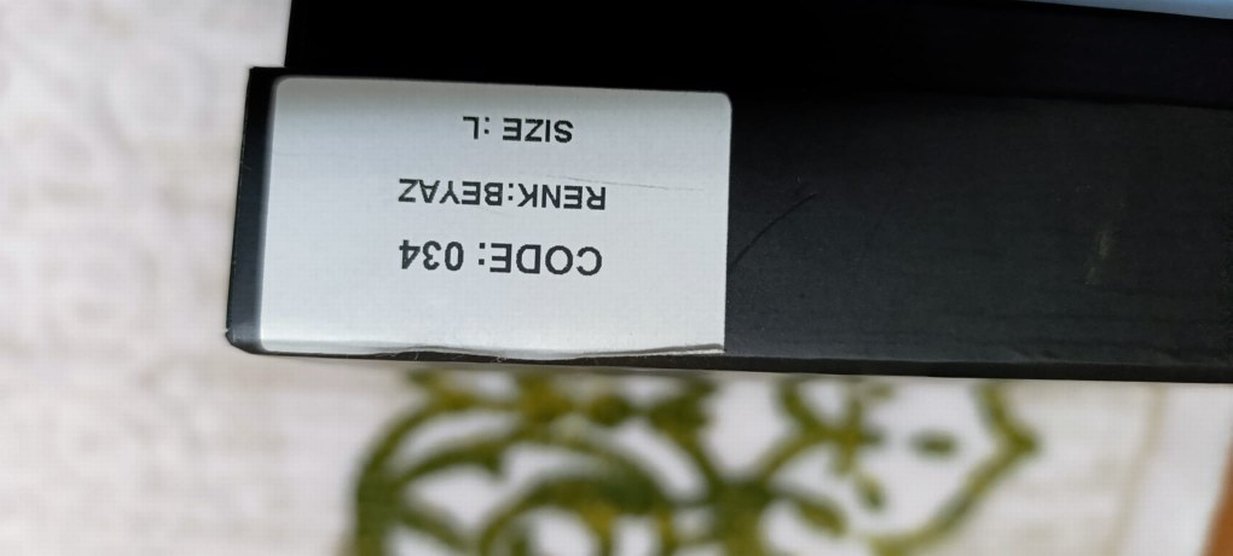 CODE: 034
RENK:BEYAZ
SIZE :L